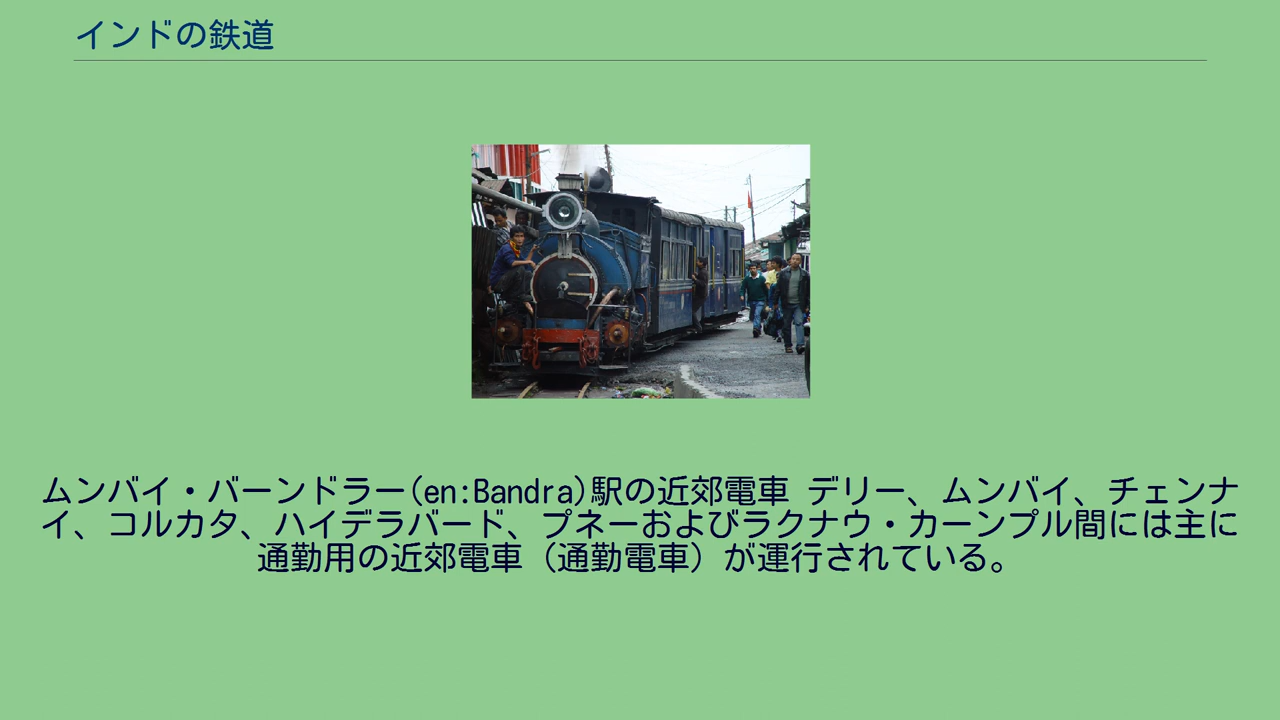 インドの鉄道
ムンバイ・バーンドラー(en:Bandra)駅の近郊電車 デリー、ムンバイ、チェンナ
イ、コルカタ、ハイデラバード、プネーおよびラクナウ・カーンプル間には主に
通勤用の近郊電車（通勤電車）が運行されている。